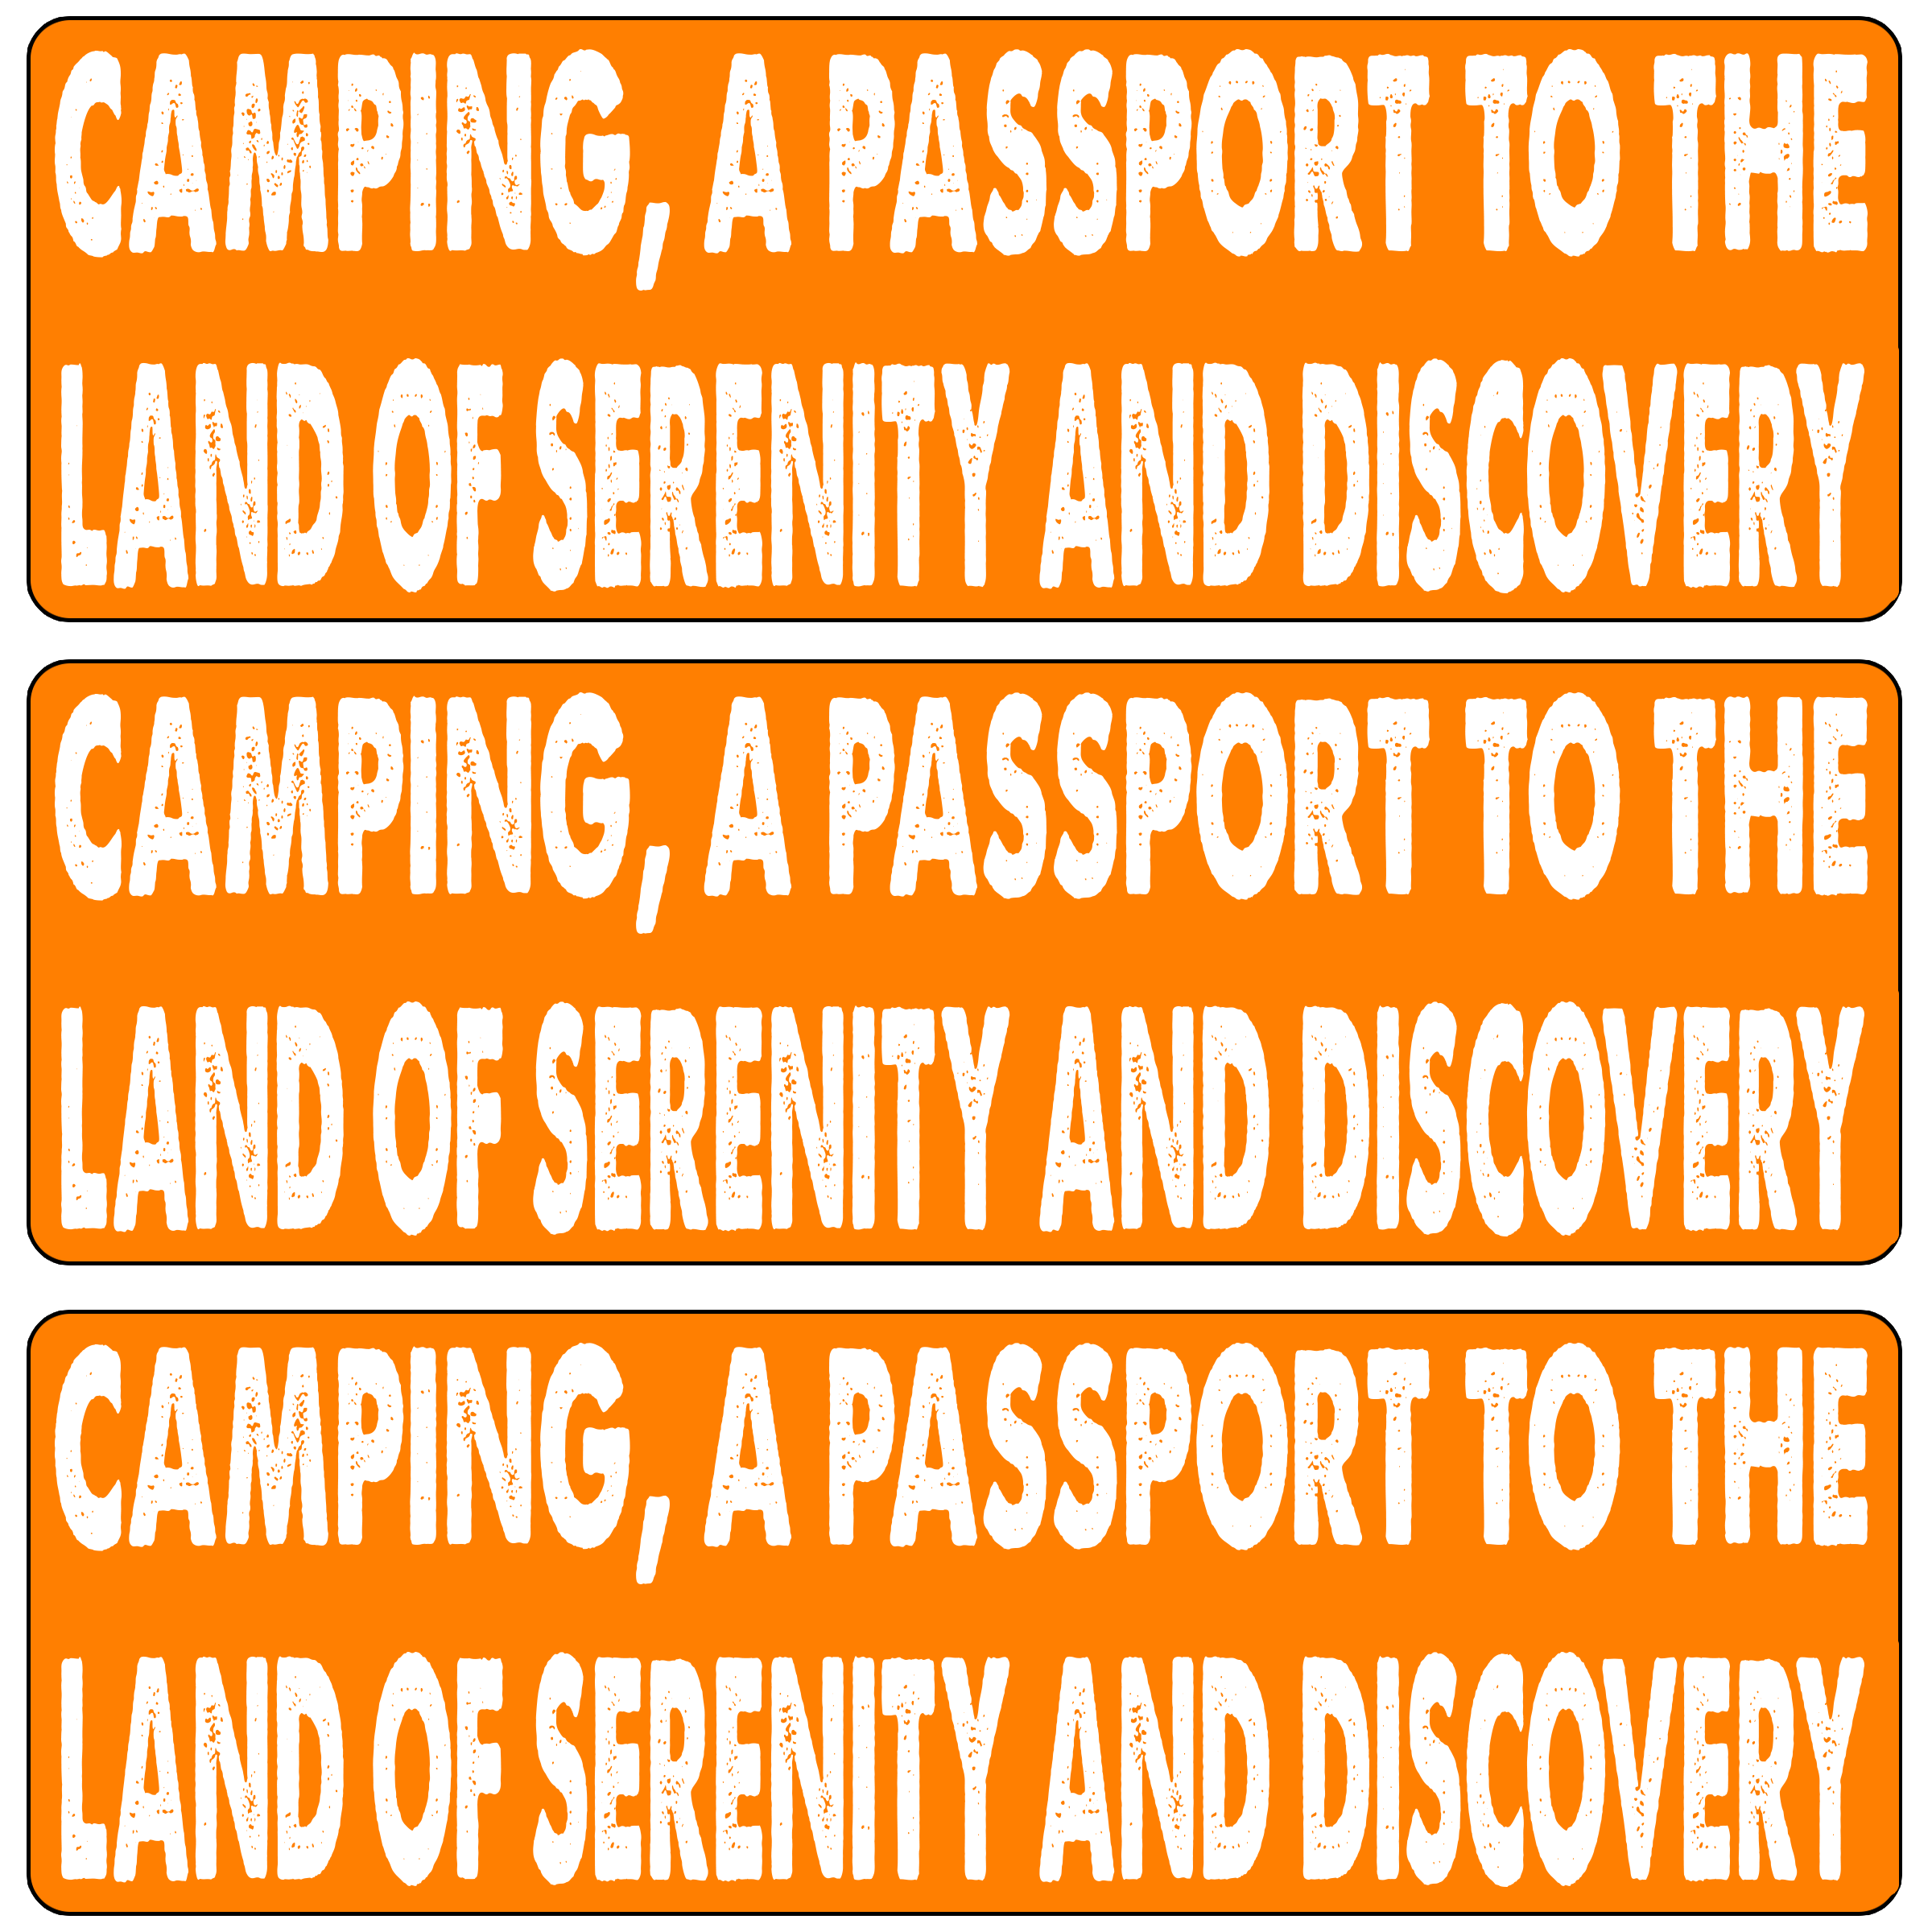 CAMPING, A PASSPORT TO THE
LAND OF SERENITY AND DISCOVERY
CAMPING, A PASSPORT TO THE
LAND OF SERENITY AND DISCOVERY
CAMPING, A PASSPORT TO THE
LAND OF SERENITY AND DISCOVERY